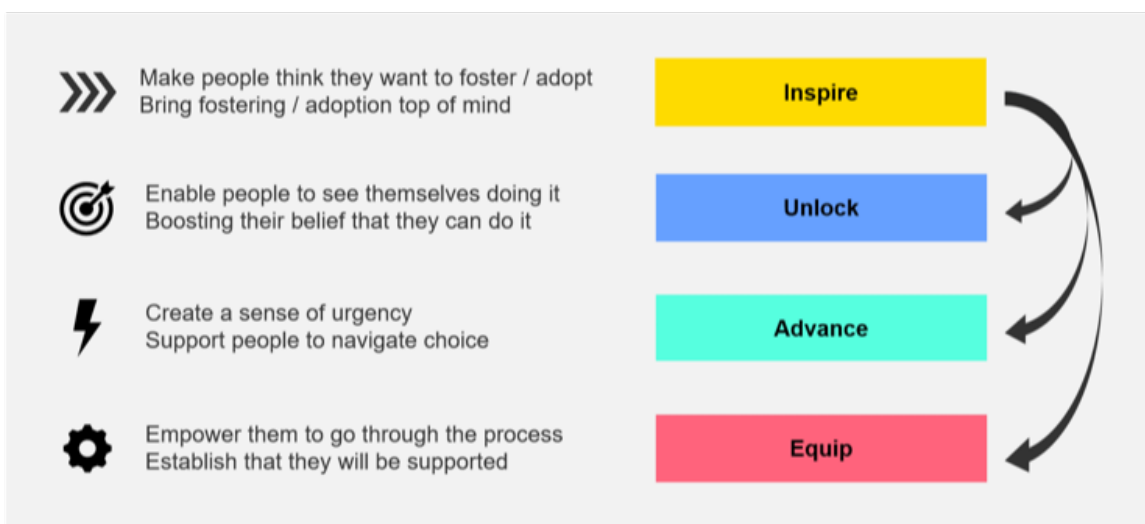 Make people think they want to foster / adopt
Bring fostering / adoption top of mind
Inspire
Enable people to see themselves doing it
Boosting their belief that they can do it
Unlock
Create a sense of urgency
Support people to navigate choice
Advance
Empower them to go through the process
Establish that they will be supported
Equip